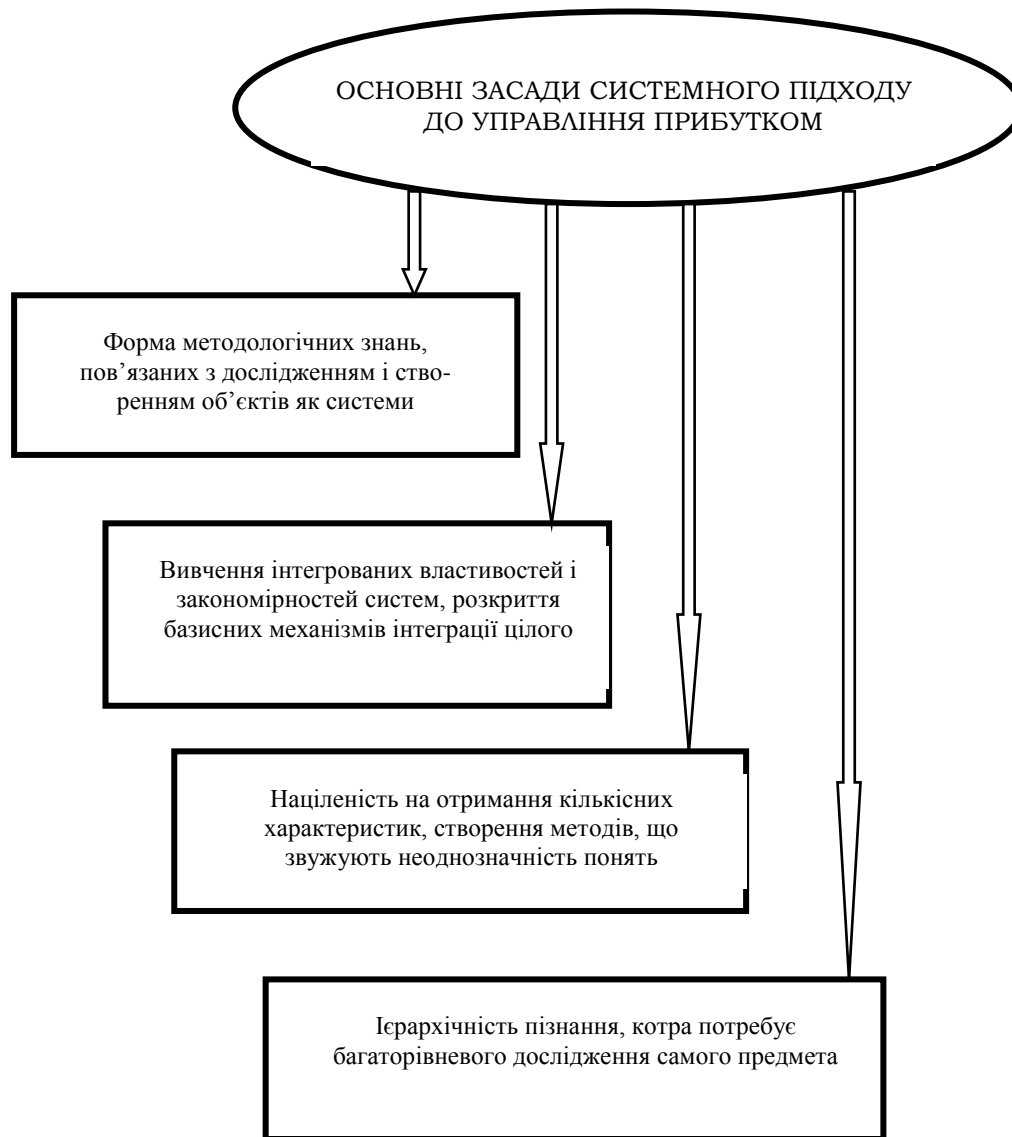 ОСНОВНІ ЗАСАДИ СИСТЕМНОГО ПІДХОДУ
ДО УПРАВЛІННЯ ПРИБУТКОМ
Форма методологічних знань,
пов’язаних з дослідженням і ство-
ренням об’єктів як системи
Вивчення інтегрованих властивостей і
закономірностей систем, розкриття
базисних механізмів інтеграції цілого
Націленість на отримання кількісних
характеристик, створення методів, що
звужують неоднозначність понять
Ієрархічність пізнання, котра потребує
багаторівневого дослідження самого предмета